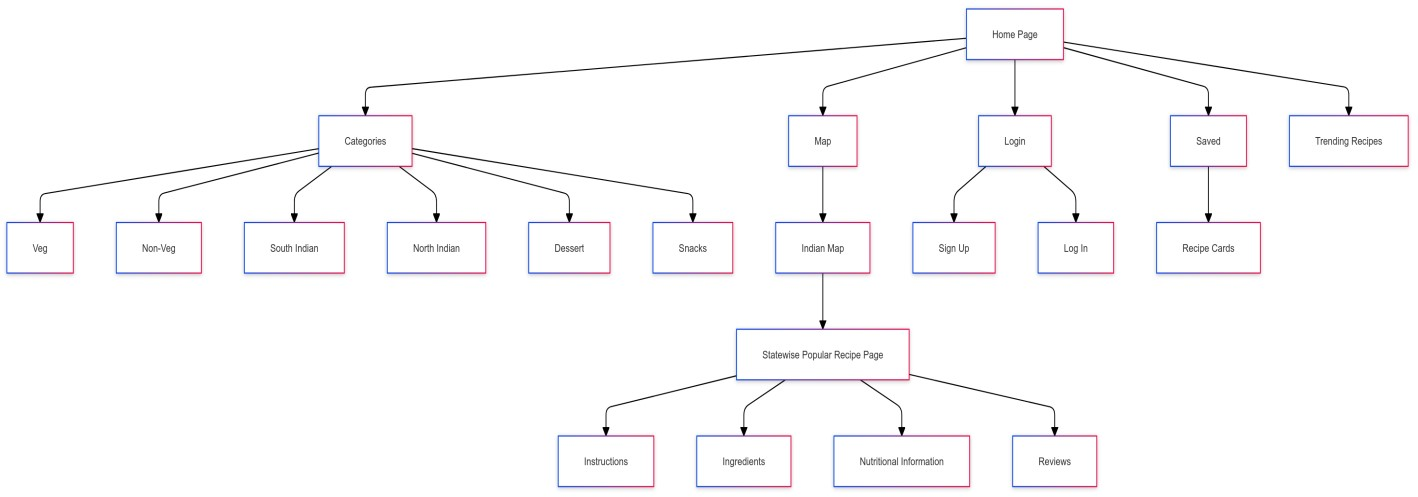 Home Page
Categories
Map
Login
Saved
Trending Recipes
Veg
Non-Veg
South Indian
North Indian
Dessert
Snacks
Indian Map
Sign Up
Log In
Recipe Cards
Statewise Popular Recipe Page
Instructions
Ingredients
Nutritional Information
Reviews